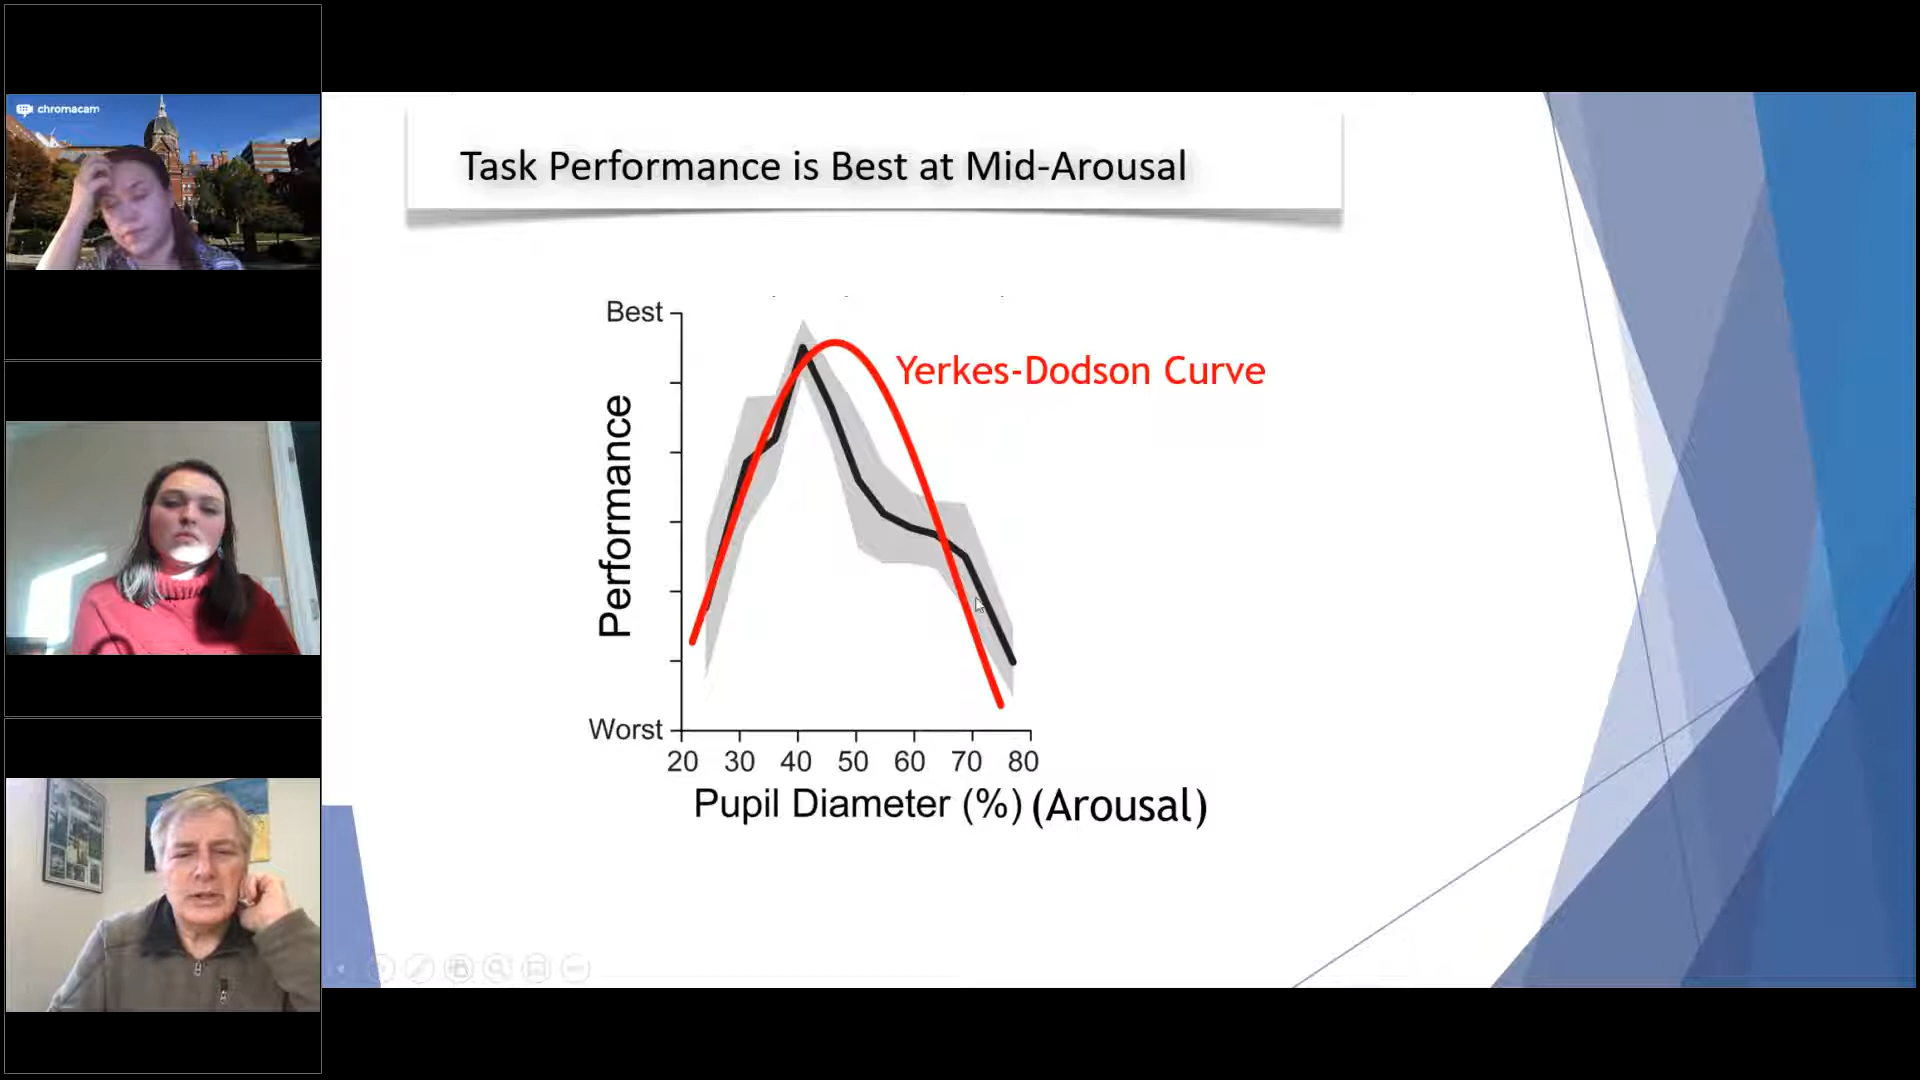 chromacam
Task Performance is Best at Mid-Arousal
Best
Yerkes-Dodson Curve
Performance
Worst
20 30 40 50 60 70 80
Pupil Diameter (%) (Arousal)